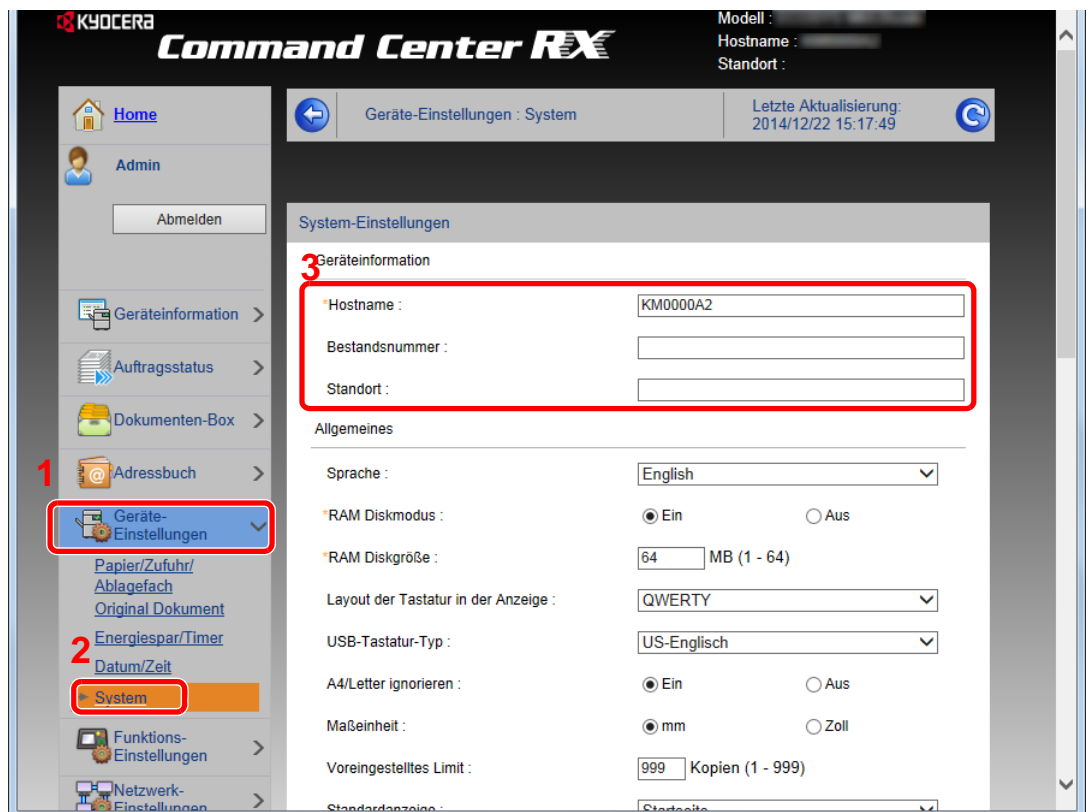 KYOCERA
Command Center RX
Modell :
Hostname :
Standort :
Home
Admin
Abmelden
Geräteinformation
Auftragsstatus
Dokumenten-Box
1
Adressbuch
Geräte-
Einstellungen
Papier/Zufuhr/
Ablagefach
Original Dokument
Energiespar/Timer
2
Datum/Zeit
System
Funktions-
Einstellungen
Netzwerk-
Einstellungen
Geräte-Einstellungen : System
Letzte Aktualisierung:
2014/12/22 15:17:49
System-Einstellungen
Geräteinformation
3
*Hostname : KM0000A2
Bestandsnummer :
Standort :
Allgemeines
Sprache : English
*RAM Diskmodus : Ein Aus
*RAM Diskgröße : 64 MB (1 - 64)
Layout der Tastatur in der Anzeige : QWERTY
USB-Tastatur-Typ : US-Englisch
A4/Letter ignorieren : Ein Aus
Maßeinheit : mm Zoll
Voreingestelltes Limit : 999 Kopien (1 - 999)
Standardanzeige : Startseite